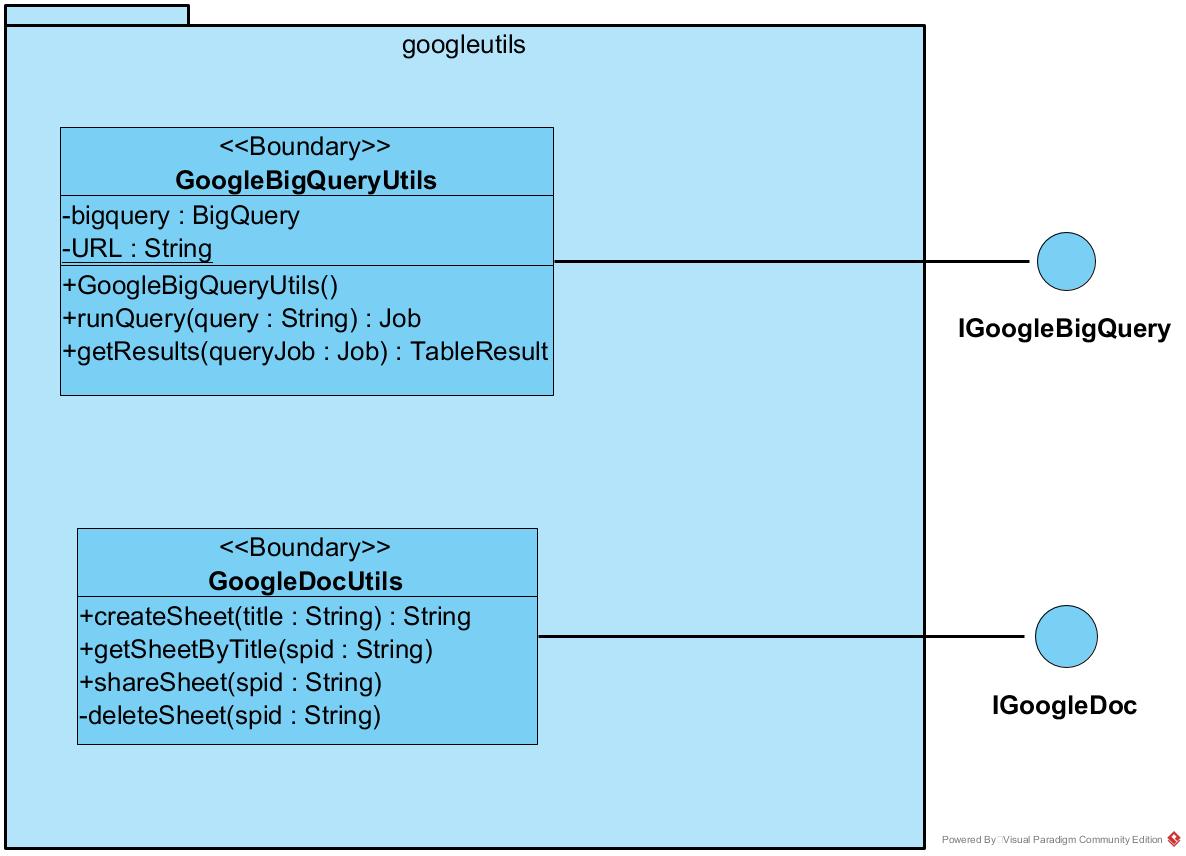 googleutils
<<Boundary>>
GoogleBigQueryUtils
-bigquery : BigQuery
-URL : String
+GoogleBigQueryUtils()
+runQuery(query : String) : Job
+getResults(queryJob : Job) : TableResult
IGoogleBigQuery
<<Boundary>>
GoogleDocUtils
+createSheet(title : String) : String
+getSheetByTitle(spid : String)
+shareSheet(spid : String)
-deleteSheet(spid : String)
IGoogleDoc
Powered By Visual Paradigm Community Edition